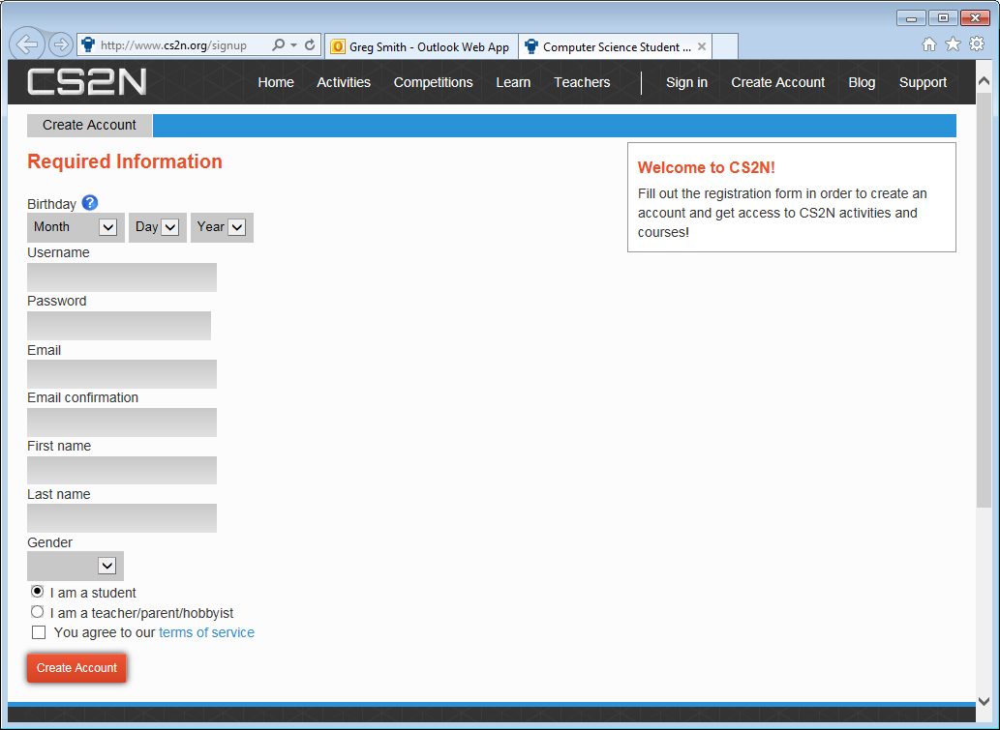 http://www.cs2n.org/signup
Greg Smith - Outlook Web App
Computer Science Student ...
CS2N
Home Activities Competitions Learn Teachers Sign in Create Account Blog Support
Create Account
Required Information
Welcome to CS2N!
Fill out the registration form in order to create an
account and get access to CS2N activities and
courses!
Birthday ?
Month Day Year
Username
Password
Email
Email confirmation
First name
Last name
Gender
I am a student
I am a teacher/parent/hobbyist
You agree to our terms of service
Create Account